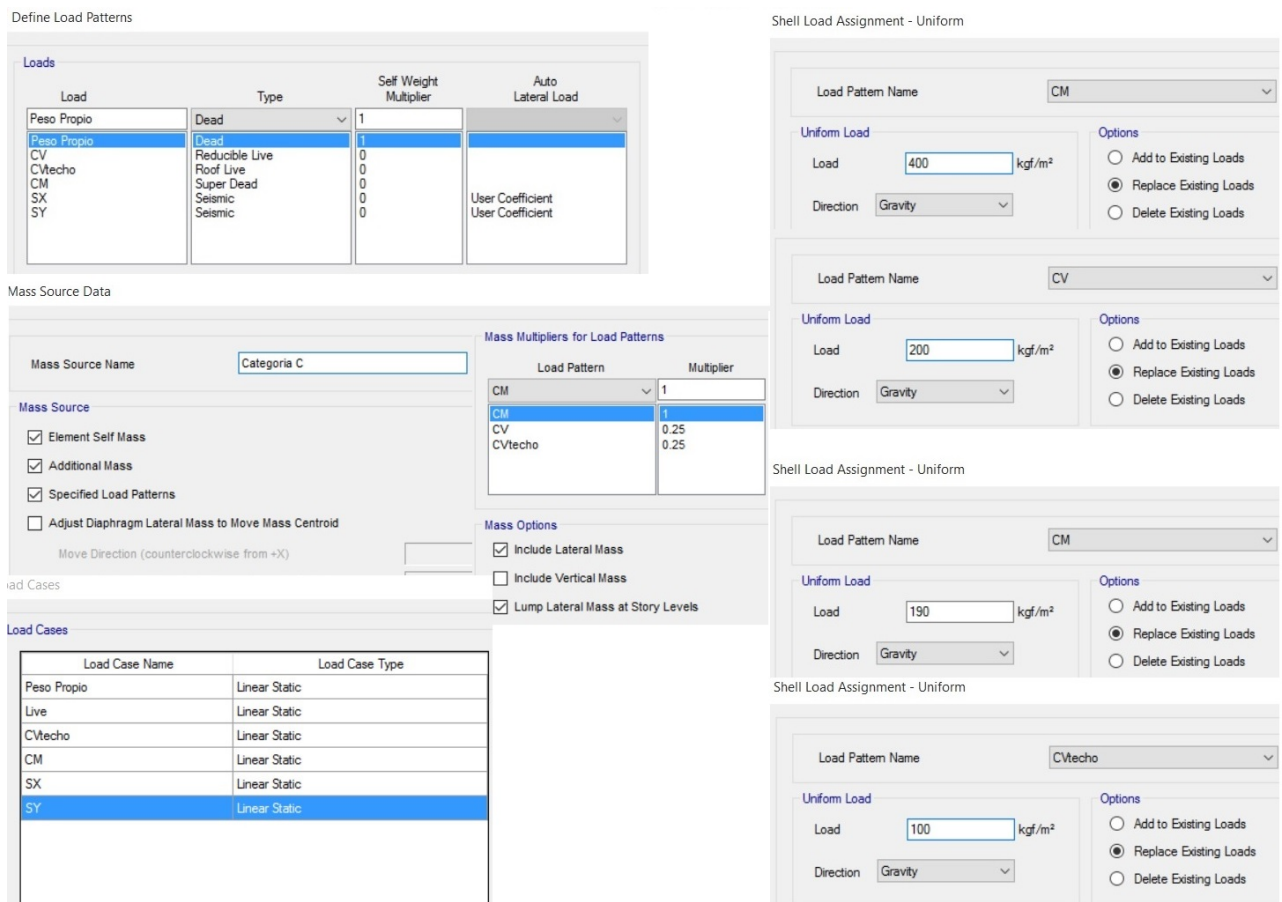 Define Load Patterns
Loads
Load Type Self Weight Multiplier Auto Lateral Load
Peso Propio Dead 1
Peso Propio Dead 1
CV Reducible Live 0
CVtecho Roof Live 0
CM Super Dead 0
SX Seismic 0 User Coefficient
SY Seismic 0 User Coefficient
Mass Source Data
Mass Source Name Categoria C
Mass Source
Element Self Mass
Additional Mass
Specified Load Patterns
Adjust Diaphragm Lateral Mass to Move Mass Centroid
Move Direction (counterclockwise from +X)
Mass Multipliers for Load Patterns
Load Pattern Multiplier
CM 1
CM 1
CV 0.25
CVtecho 0.25
Mass Options
Include Lateral Mass
Include Vertical Mass
Lump Lateral Mass at Story Levels
oad Cases
Load Cases
Load Case Name Load Case Type
Peso Propio Linear Static
Live Linear Static
CVtecho Linear Static
CM Linear Static
SX Linear Static
SY Linear Static
Shell Load Assignment - Uniform
Load Pattern Name CM
Uniform Load
Load 400 kgf/m²
Direction Gravity
Options
Add to Existing Loads
Replace Existing Loads
Delete Existing Loads
Load Pattern Name CV
Uniform Load
Load 200 kgf/m²
Direction Gravity
Options
Add to Existing Loads
Replace Existing Loads
Delete Existing Loads
Shell Load Assignment - Uniform
Load Pattern Name CM
Uniform Load
Load 190 kgf/m²
Direction Gravity
Options
Add to Existing Loads
Replace Existing Loads
Delete Existing Loads
Shell Load Assignment - Uniform
Load Pattern Name CVtecho
Uniform Load
Load 100 kgf/m²
Direction Gravity
Options
Add to Existing Loads
Replace Existing Loads
Delete Existing Loads